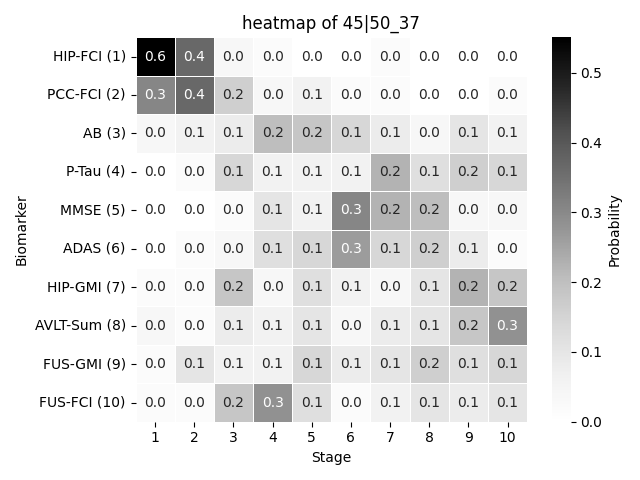 heatmap of 45|50_37
HIP-FCI (1) 0.6 0.4 0.0 0.0 0.0 0.0 0.0 0.0 0.0 0.0
PCC-FCI (2) 0.3 0.4 0.2 0.0 0.1 0.0 0.0 0.0 0.0 0.0
AB (3) 0.0 0.1 0.1 0.2 0.2 0.1 0.1 0.0 0.1 0.1
P-Tau (4) 0.0 0.0 0.1 0.1 0.1 0.1 0.2 0.1 0.2 0.1
MMSE (5) 0.0 0.0 0.0 0.1 0.1 0.3 0.2 0.2 0.0 0.0
ADAS (6) 0.0 0.0 0.0 0.1 0.1 0.3 0.1 0.2 0.1 0.0
HIP-GMI (7) 0.0 0.0 0.2 0.0 0.1 0.1 0.0 0.1 0.2 0.2
AVLT-Sum (8) 0.0 0.0 0.1 0.1 0.1 0.0 0.1 0.1 0.2 0.3
FUS-GMI (9) 0.0 0.1 0.1 0.1 0.1 0.1 0.1 0.2 0.1 0.1
FUS-FCI (10) 0.0 0.0 0.2 0.3 0.1 0.0 0.1 0.1 0.1 0.1
1 2 3 4 5 6 7 8 9 10
Stage
Biomarker
0.5
0.4
0.3
0.2
0.1
0.0
Probability